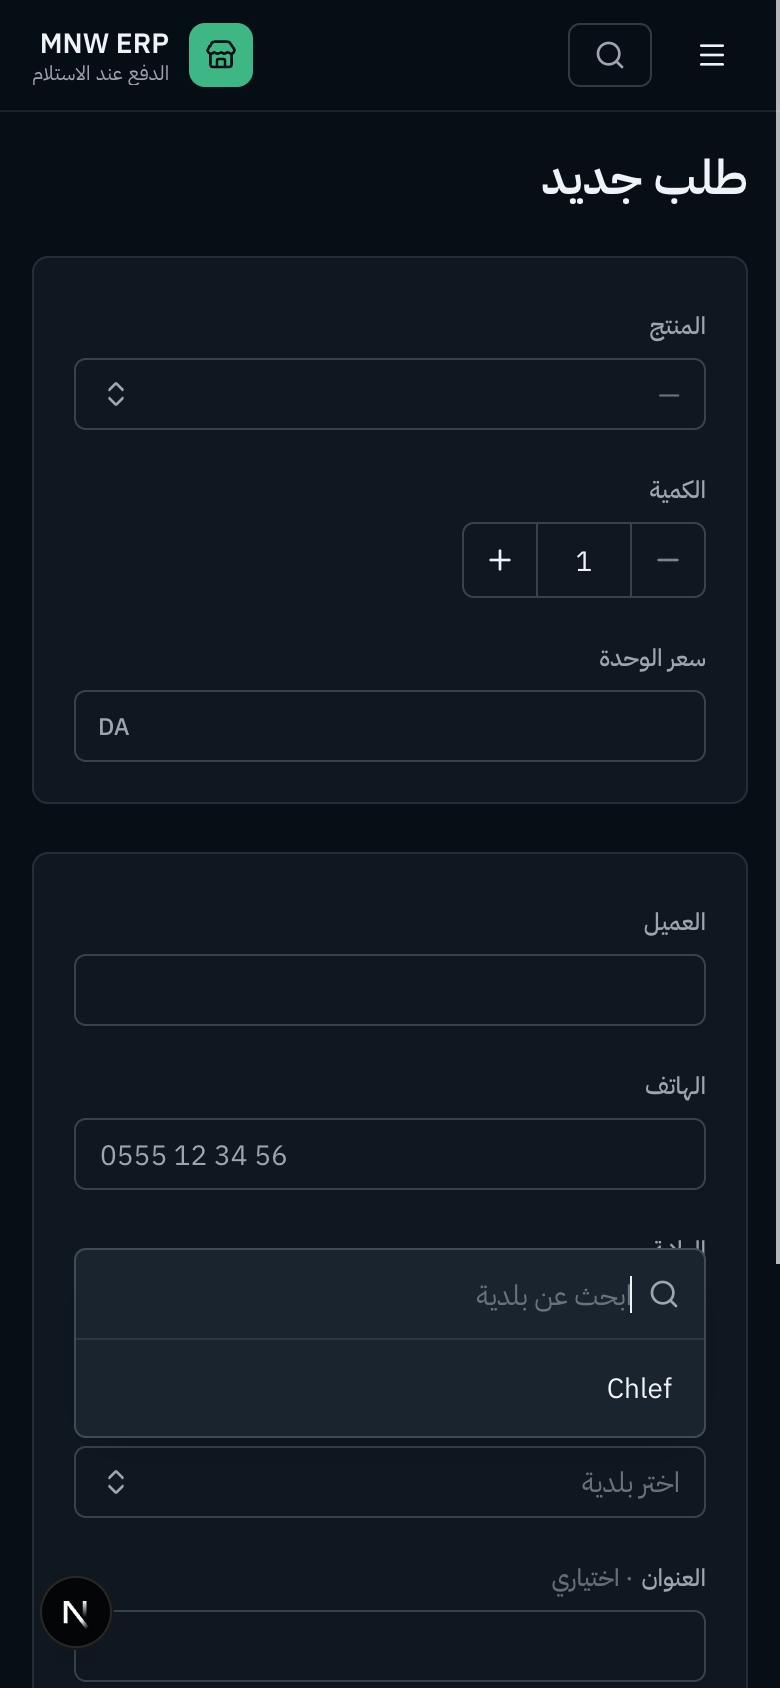 MNW ERP
الدفع عند الاستلام
طلب جديد
المنتج
—
الكمية
1
سعر الوحدة
DA
العميل
الهاتف
0555 12 34 56
ابحث عن بلدية
Chlef
اختر بلدية
العنوان · اختياري
N